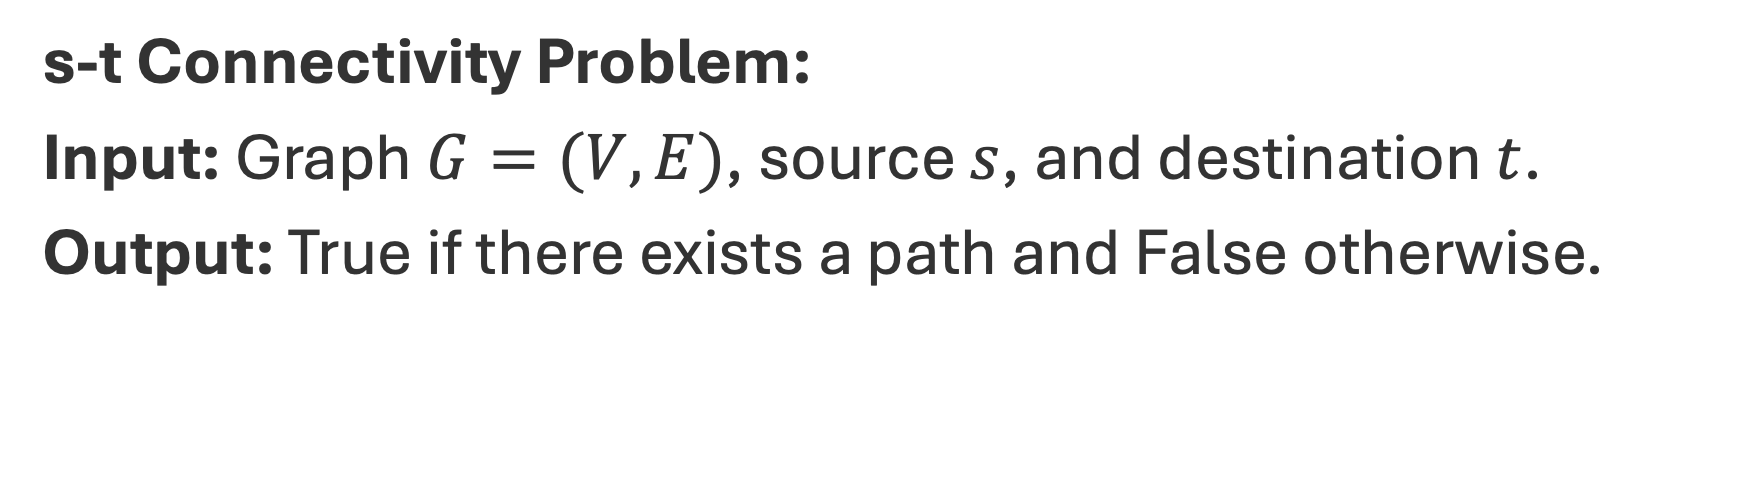 s-t Connectivity Problem:
Input: Graph G = (V, E), source s, and destination t.
Output: True if there exists a path and False otherwise.